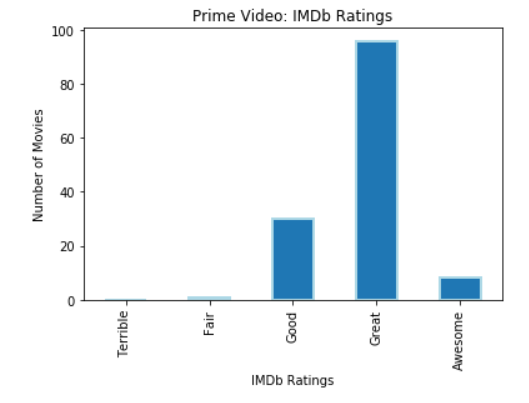 Prime Video: IMDb Ratings
100
80
60
40
20
0
Number of Movies
Terrible
Fair
Good
Great
Awesome
IMDb Ratings